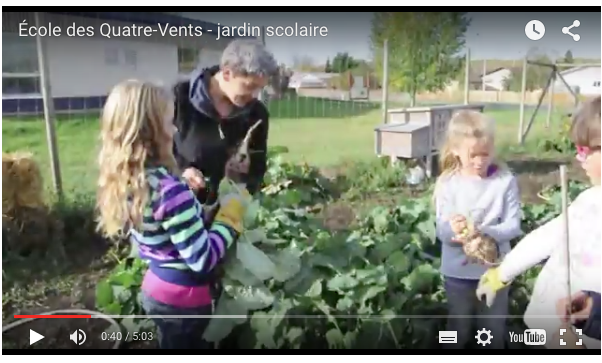 École des Quatre-Vents - jardin scolaire
0:40 / 5:03
YouTube